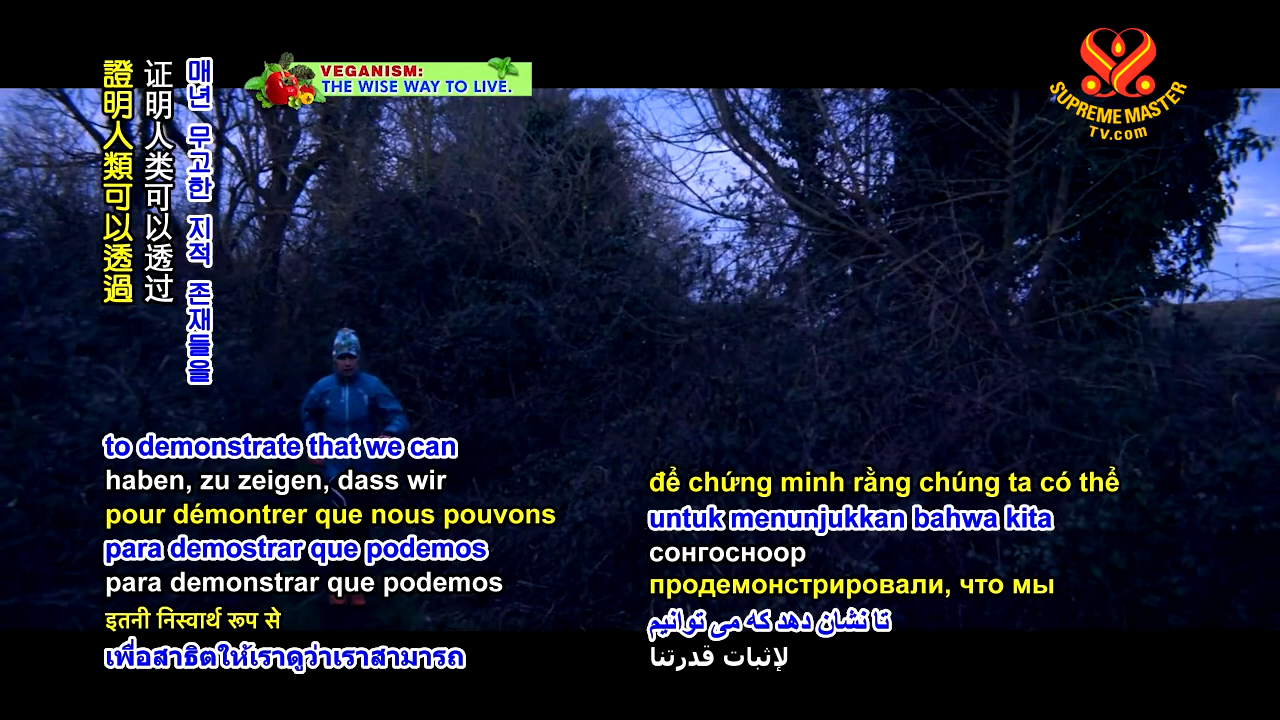 VEGANISM:
THE WISE WAY TO LIVE.
SUPREME MASTER
TV.com
證明人類可以透過
证明人类可以透过
매년 무고한 지적 존재들을
to demonstrate that we can
haben, zu zeigen, dass wir
pour démontrer que nous pouvons
para demostrar que podemos
para demonstrar que podemos
इतनी निस्वार्थ रूप से
เพื่อสาธิตให้เราดูว่าเราสามารถ
để chứng minh rằng chúng ta có thể
untuk menunjukkan bahwa kita
сонгосноор
продемонстрировали, что мы
تا نشان دهد که می توانیم
لإثبات قدرتنا